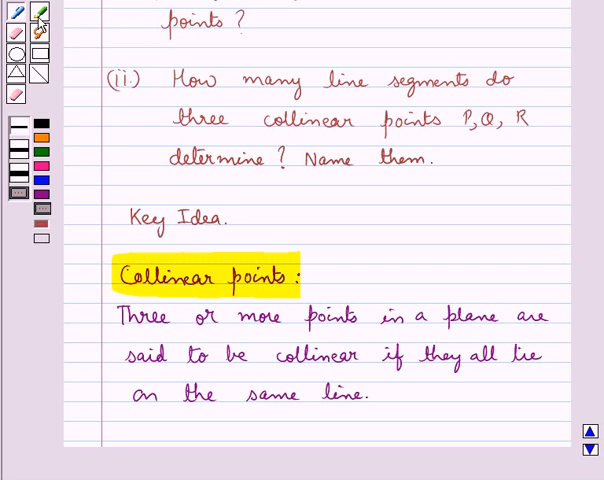 points ?
(ii.) How many line segments do
three collinear points P, Q, R
determine ? Name them.
Key Idea.
Collinear points :
Three or more points in a plane are
said to be collinear if they all lie
on the same line.